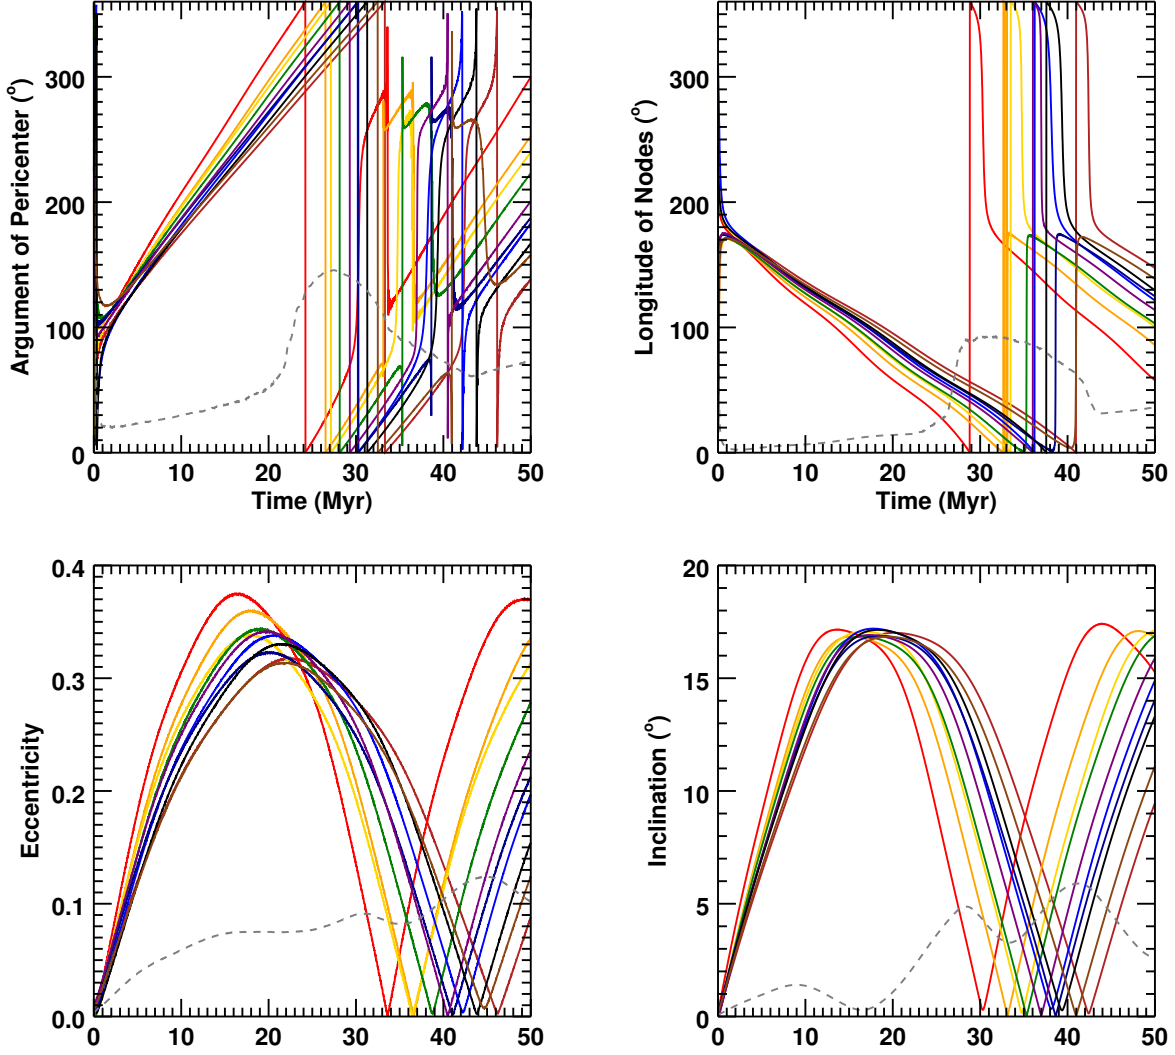 Argument of Pericenter (°)
300
200
100
0
0 10 20 30 40 50
Time (Myr)
Longitude of Nodes (°)
300
200
100
0
0 10 20 30 40 50
Time (Myr)
Eccentricity
0.4
0.3
0.2
0.1
0.0
0 10 20 30 40 50
Inclination (°)
20
15
10
5
0
0 10 20 30 40 50